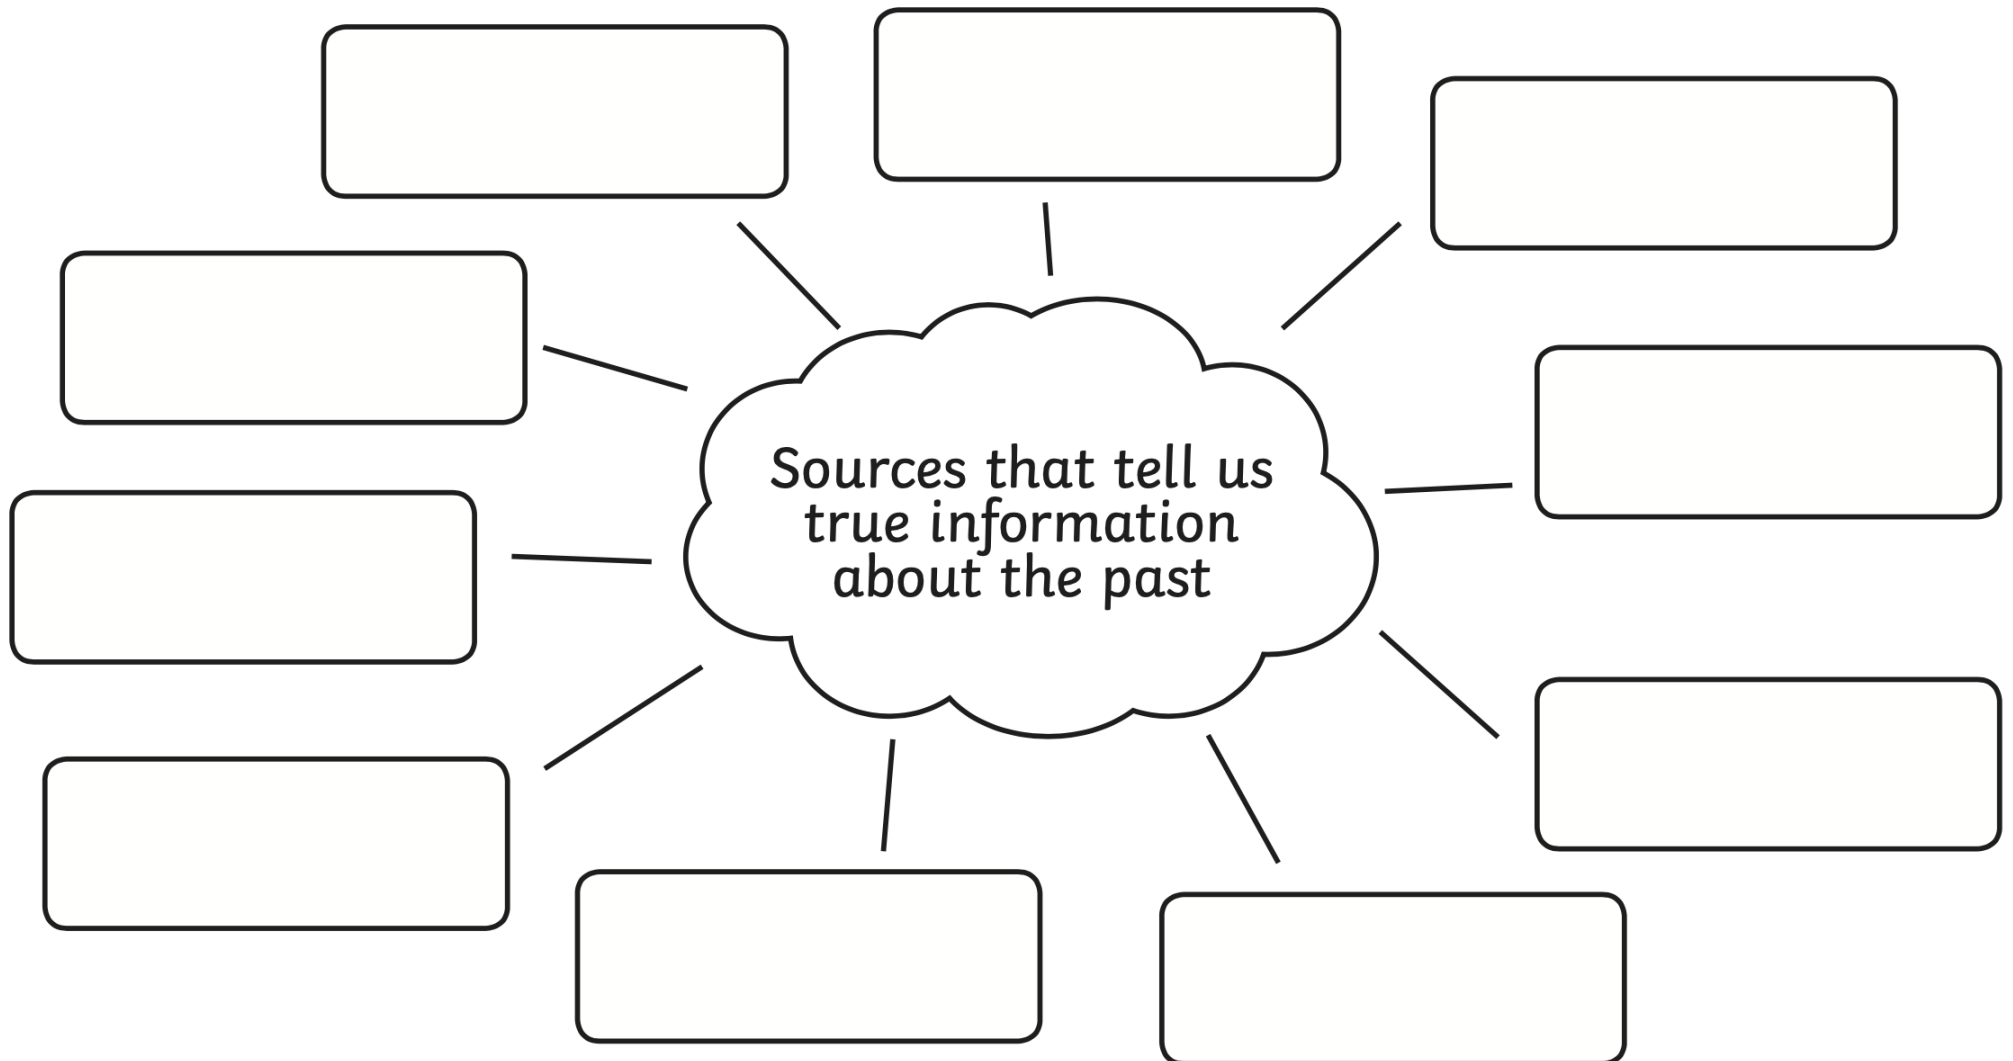 Sources that tell us
true information
about the past